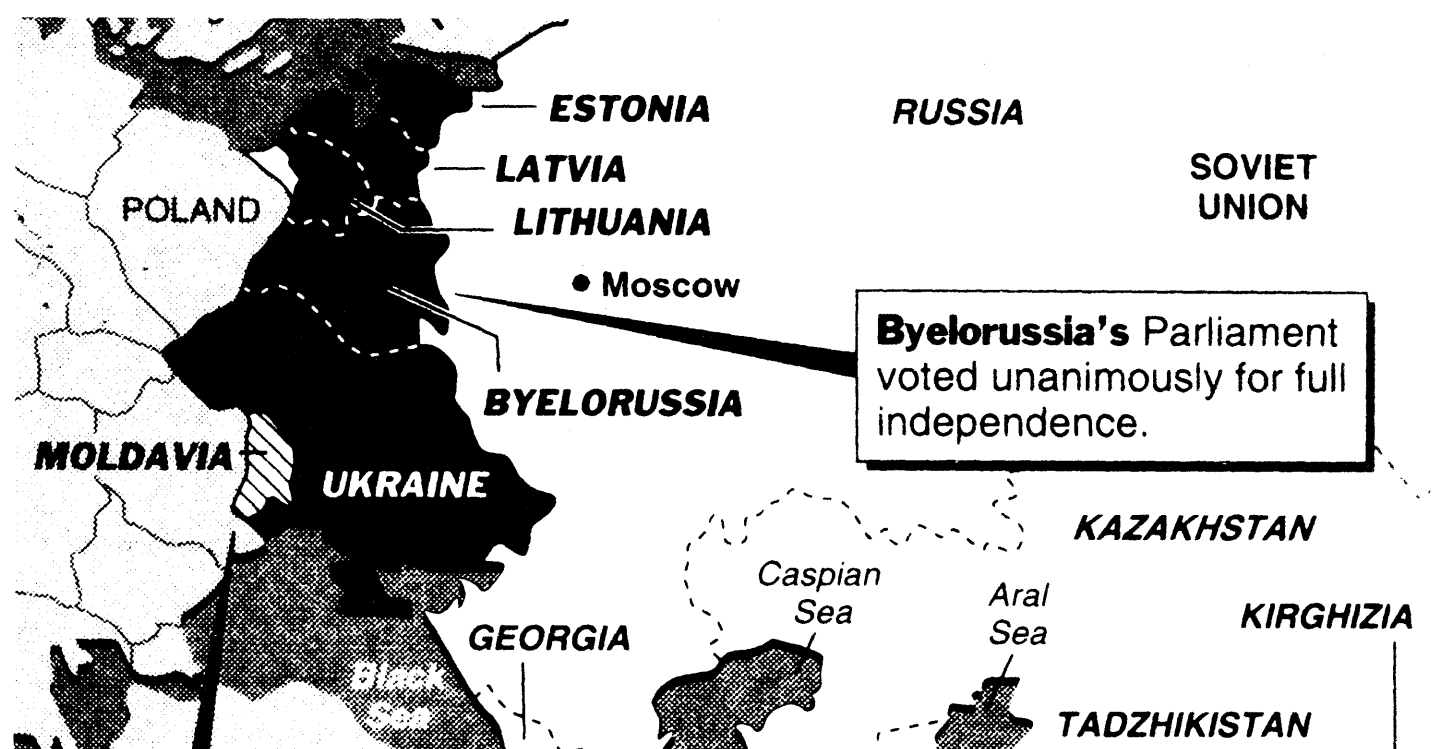 ESTONIA
RUSSIA
LATVIA
SOVIET
UNION
POLAND
LITHUANIA
Moscow
Byelorussia's Parliament
voted unanimously for full
independence.
BYELORUSSIA
MOLDAVIA
UKRAINE
KAZAKHSTAN
Caspian
Sea
Aral
Sea
KIRGHIZIA
GEORGIA
Black
Sea
TADZHIKISTAN